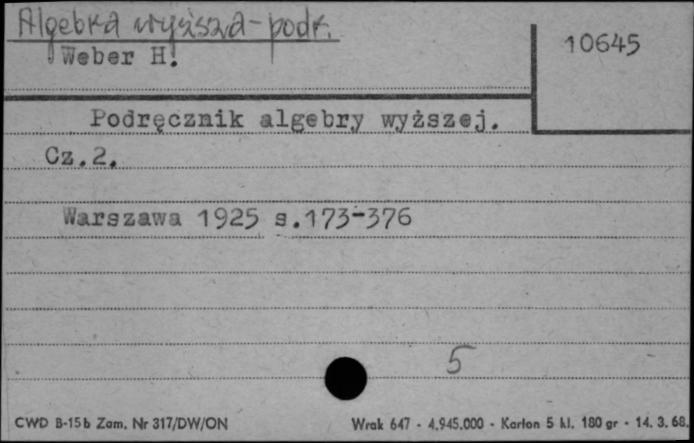 Algebra wyższa - podr.
Weber H.
10645
Podręcznik algebry wyższej.
Cz.2.
Warszawa 1925 s.173-376
5
CWD B-15b Zam. Nr 317/DW/ON
Wrak 647 - 4.945.000 - Karton 5 kl. 180 gr - 14. 3. 68.